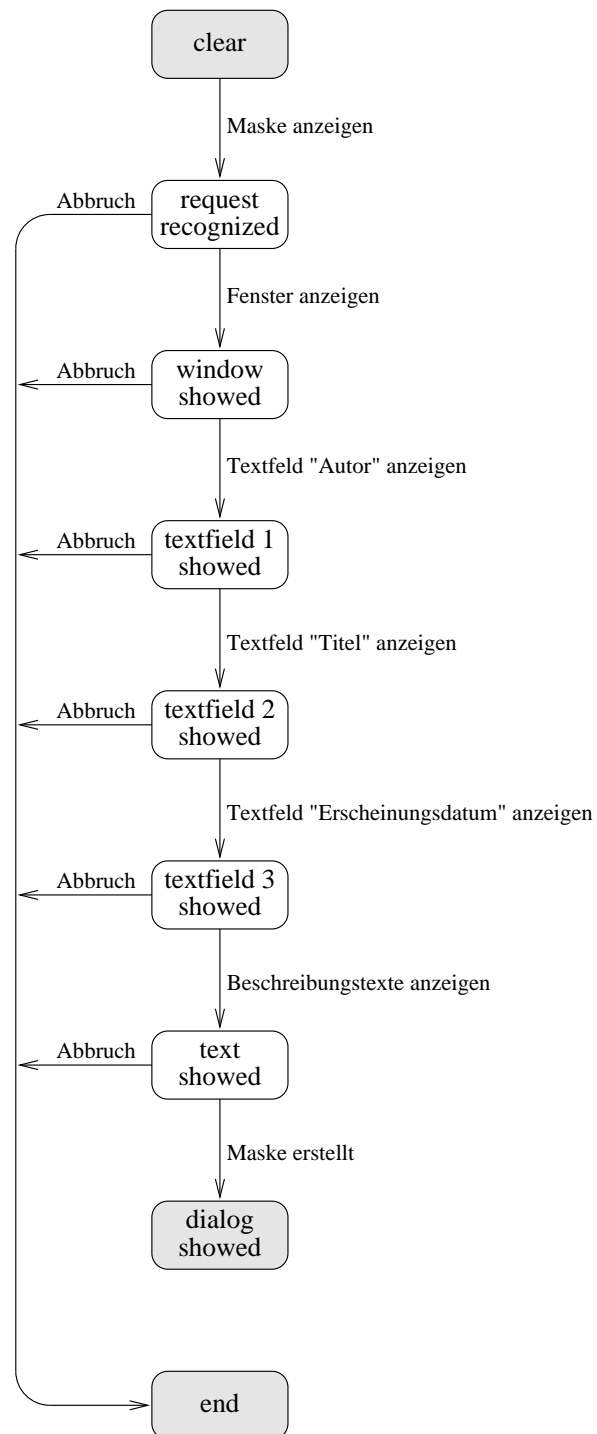 clear
Maske anzeigen
Abbruch
request
recognized
Fenster anzeigen
Abbruch
window
showed
Textfeld "Autor" anzeigen
Abbruch
textfield 1
showed
Textfeld "Titel" anzeigen
Abbruch
textfield 2
showed
Textfeld "Erscheinungsdatum" anzeigen
Abbruch
textfield 3
showed
Beschreibungstexte anzeigen
Abbruch
text
showed
Maske erstellt
dialog
showed
end